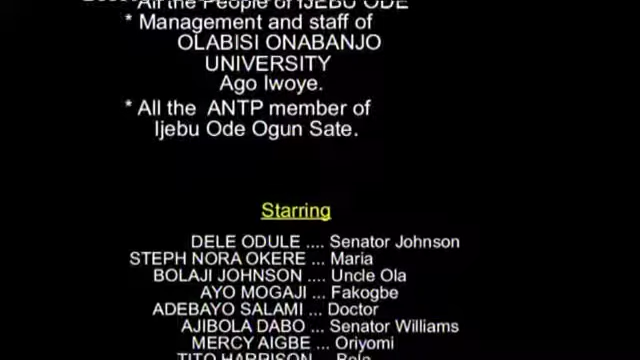 All the People of IJEBU ODE
* Management and staff of
OLABISI ONABANJO
UNIVERSITY
Ago Iwoye.
* All the ANTP member of
Ijebu Ode Ogun Sate.
Starring
DELE ODULE .... Senator Johnson
STEPH NORA OKERE ... Maria
BOLAJI JOHNSON .... Uncle Ola
AYO MOGAJI ... Fakogbe
ADEBAYO SALAMI ... Doctor
AJIBOLA DABO ... Senator Williams
MERCY AIGBE ... Oriyomi
TITO HARRISON ...